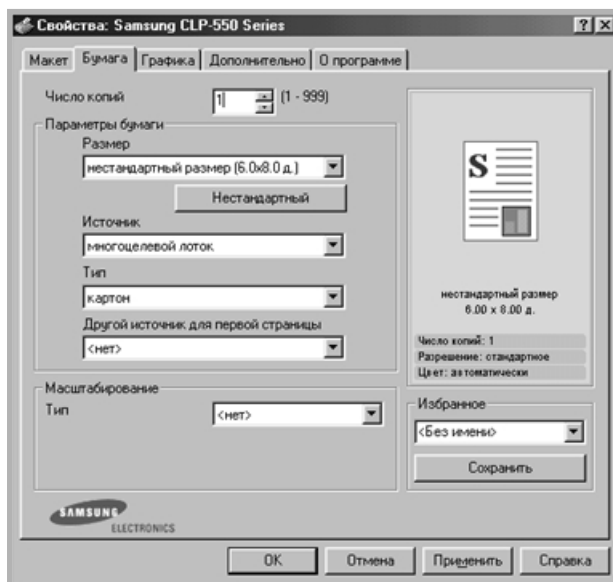 Свойства: Samsung CLP-550 Series
Макет Бумага Графика Дополнительно О программе
Число копий 1 (1 - 999)
Параметры бумаги
Размер
нестандартный размер (6.0x8.0 д.)
Нестандартный
Источник
многоцелевой лоток
Тип
картон
Другой источник для первой страницы
<нет>
Масштабирование
Тип <нет>
S
нестандартный размер
6.00 x 8.00 д.
Число копий: 1
Разрешение: стандартное
Цвет: автоматически
Избранное
<Без имени>
Сохранить
SAMSUNG
ELECTRONICS
OK Отмена Применить Справка